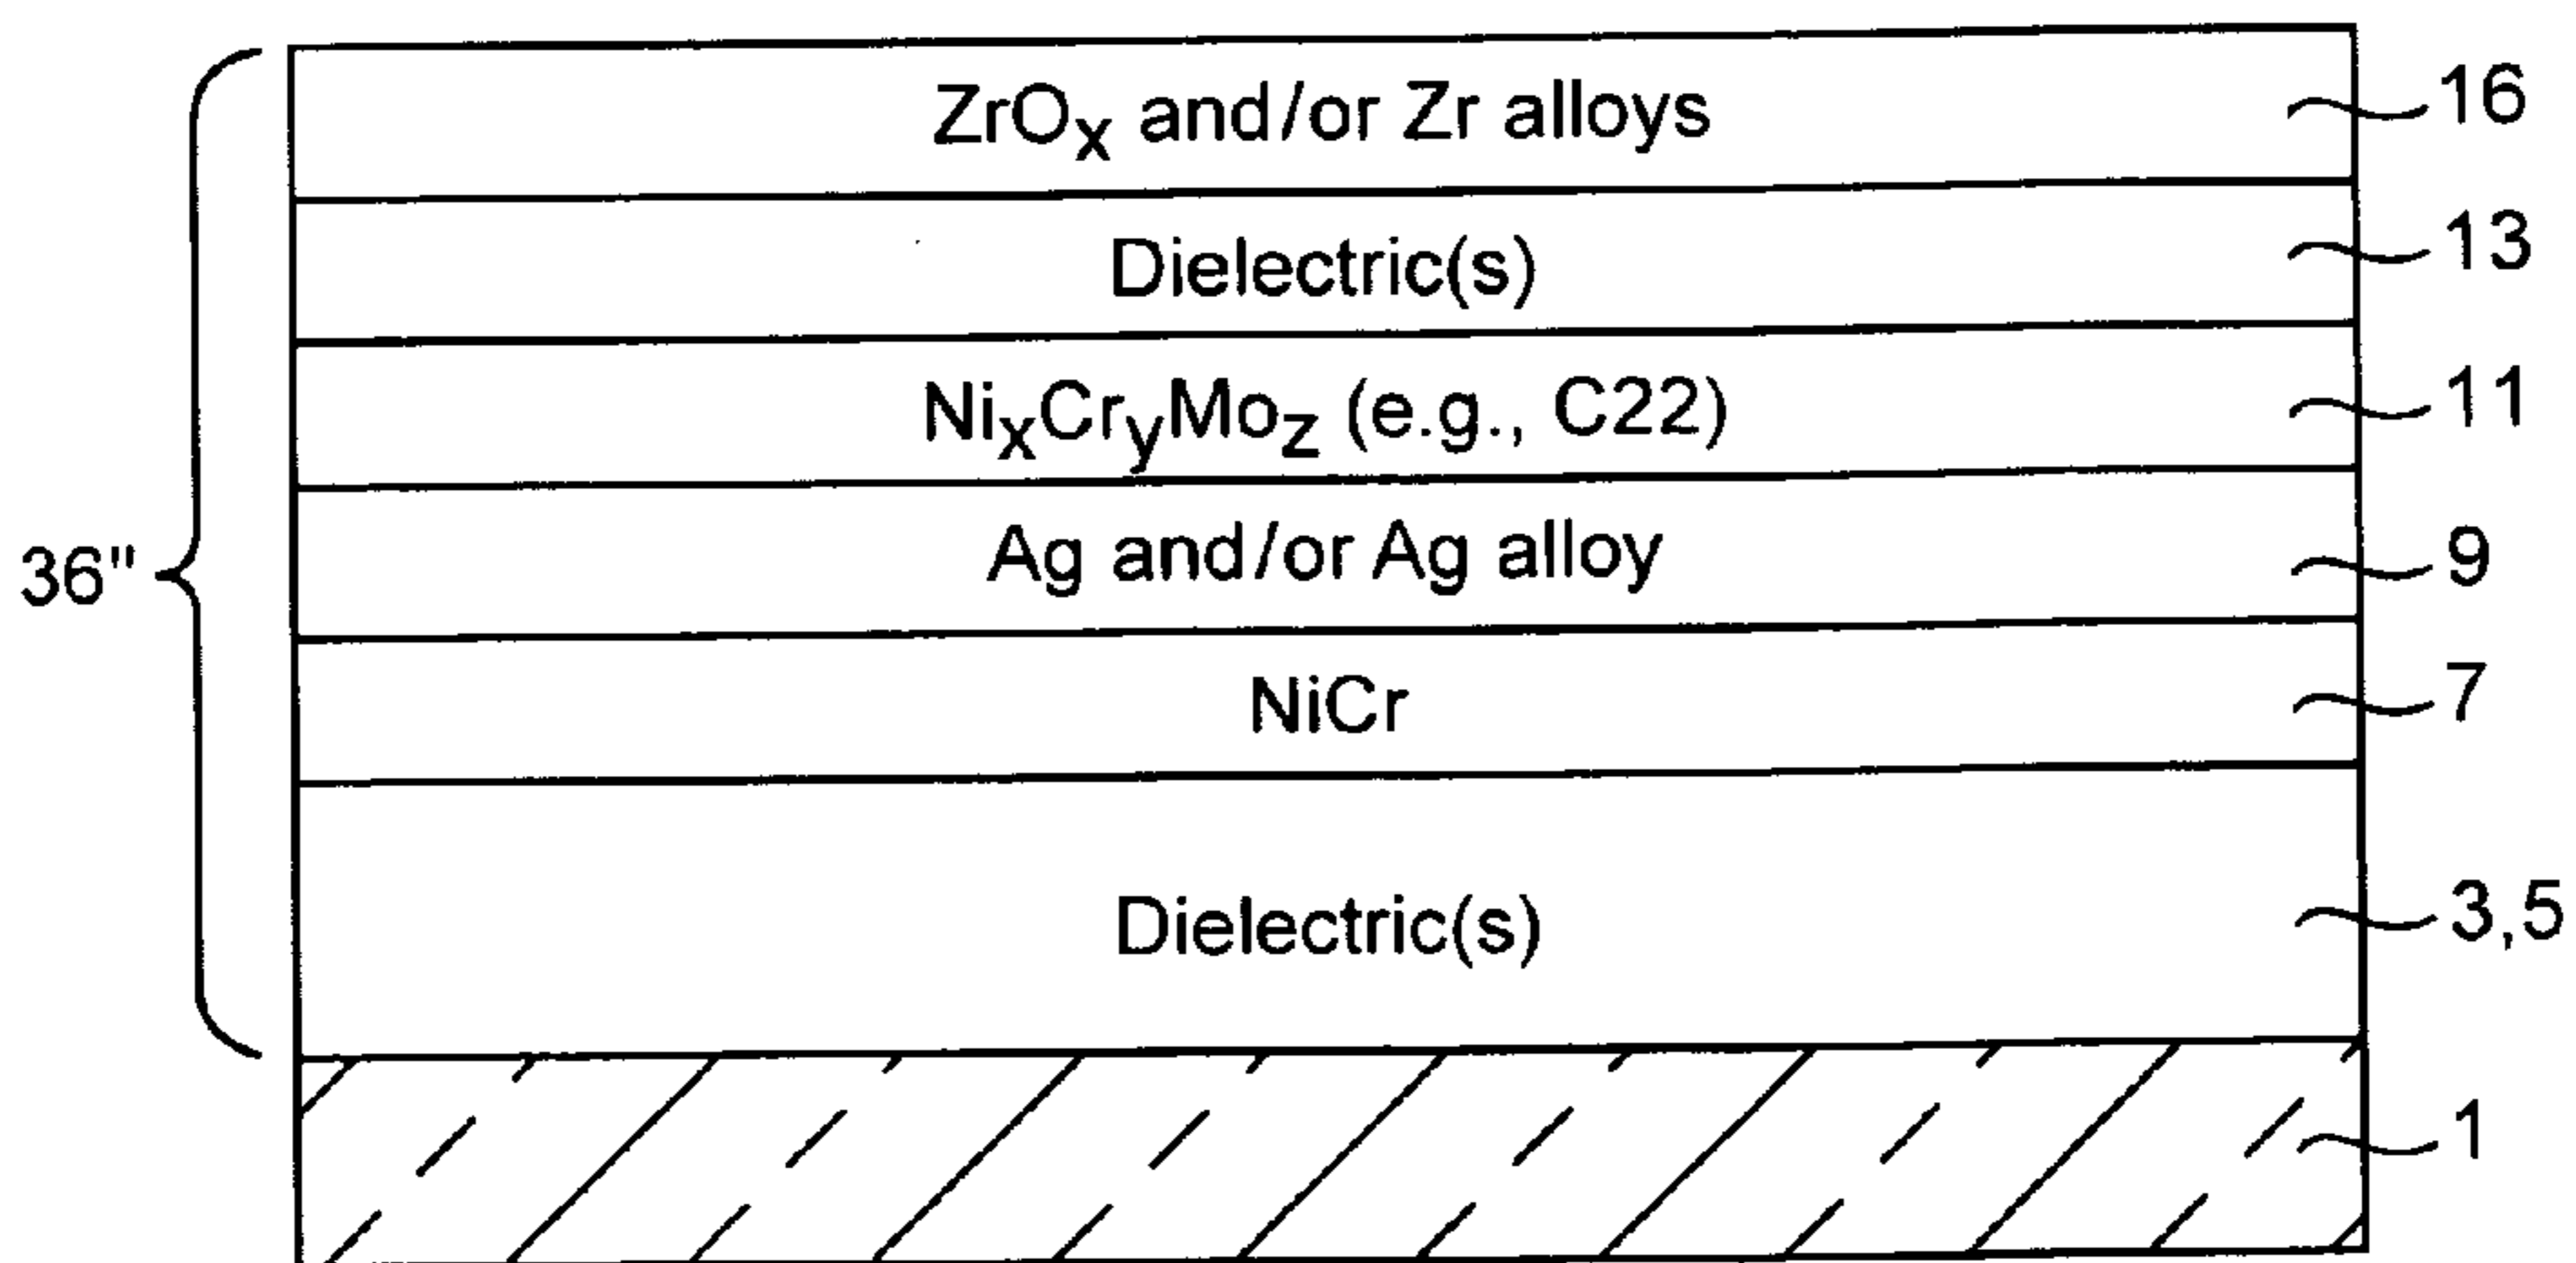 ZrOx and/or Zr alloys 16
Dielectric(s) 13
NixCryMoz (e.g., C22) 11
Ag and/or Ag alloy 9
36"
NiCr 7
Dielectric(s) 3,5
1